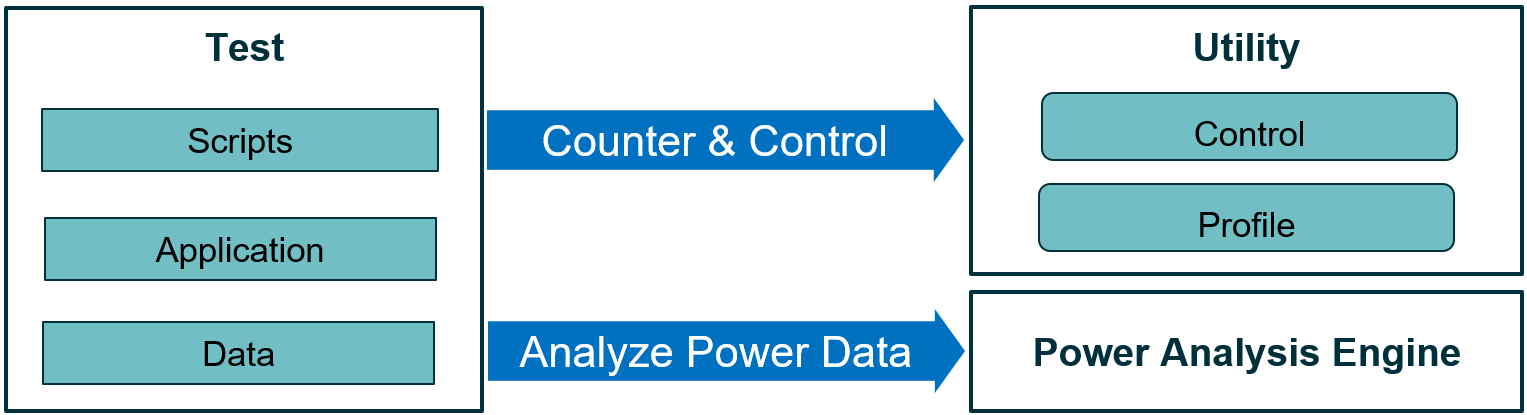 Test
Scripts
Application
Data
Counter & Control
Analyze Power Data
Utility
Control
Profile
Power Analysis Engine